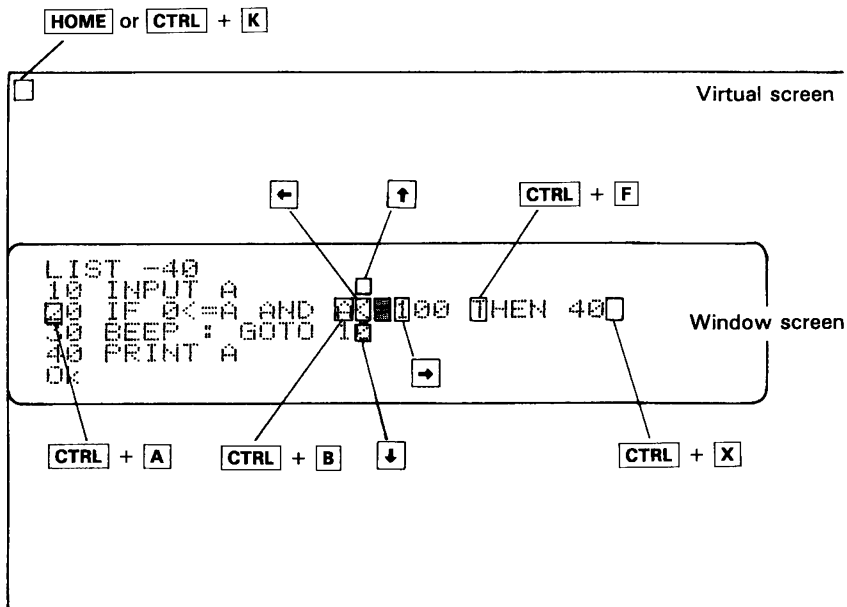 HOME or CTRL + K
Virtual screen
← ↑ CTRL + F
LIST -40
10 INPUT A
20 IF 0<=A AND A<=100 THEN 40
30 BEEP : GOTO 10
40 PRINT A
Ok
Window screen
→
CTRL + A CTRL + B ↓ CTRL + X